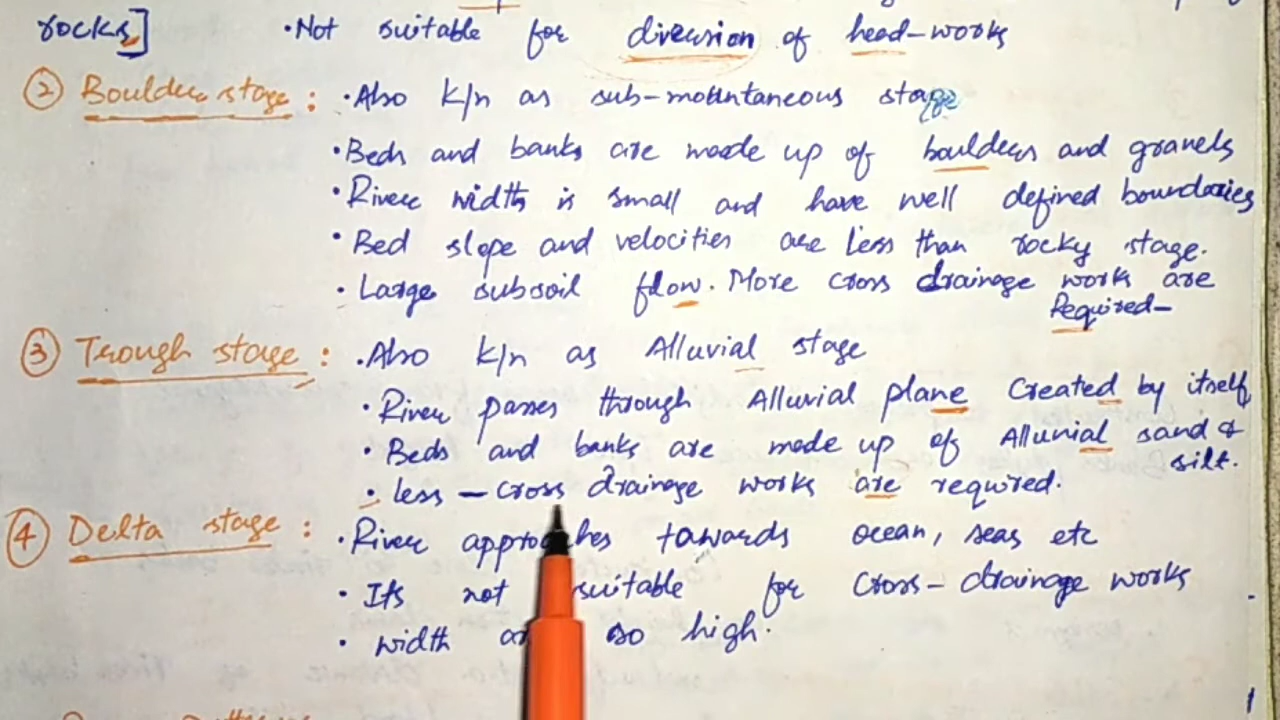 rocks] • Not suitable for diversion of head-works
② Boulder stage : • Also k/n as sub-mountaneous stage
• Beds and banks are made up of boulders and gravels
• River width is small and have well defined boundaries
• Bed slope and velocities are less than rocky stage.
• Large subsoil flow. More cross drainage works are
Required-
③ Trough stage : • Also k/n as Alluvial stage
• River passes through Alluvial plane created by itself
• Beds and banks are made up of Alluvial sand &
silt.
• less - cross drainage works are required.
④ Delta stage : • River approaches towards ocean, seas etc
• Its not suitable for cross-drainage works
• width so high.